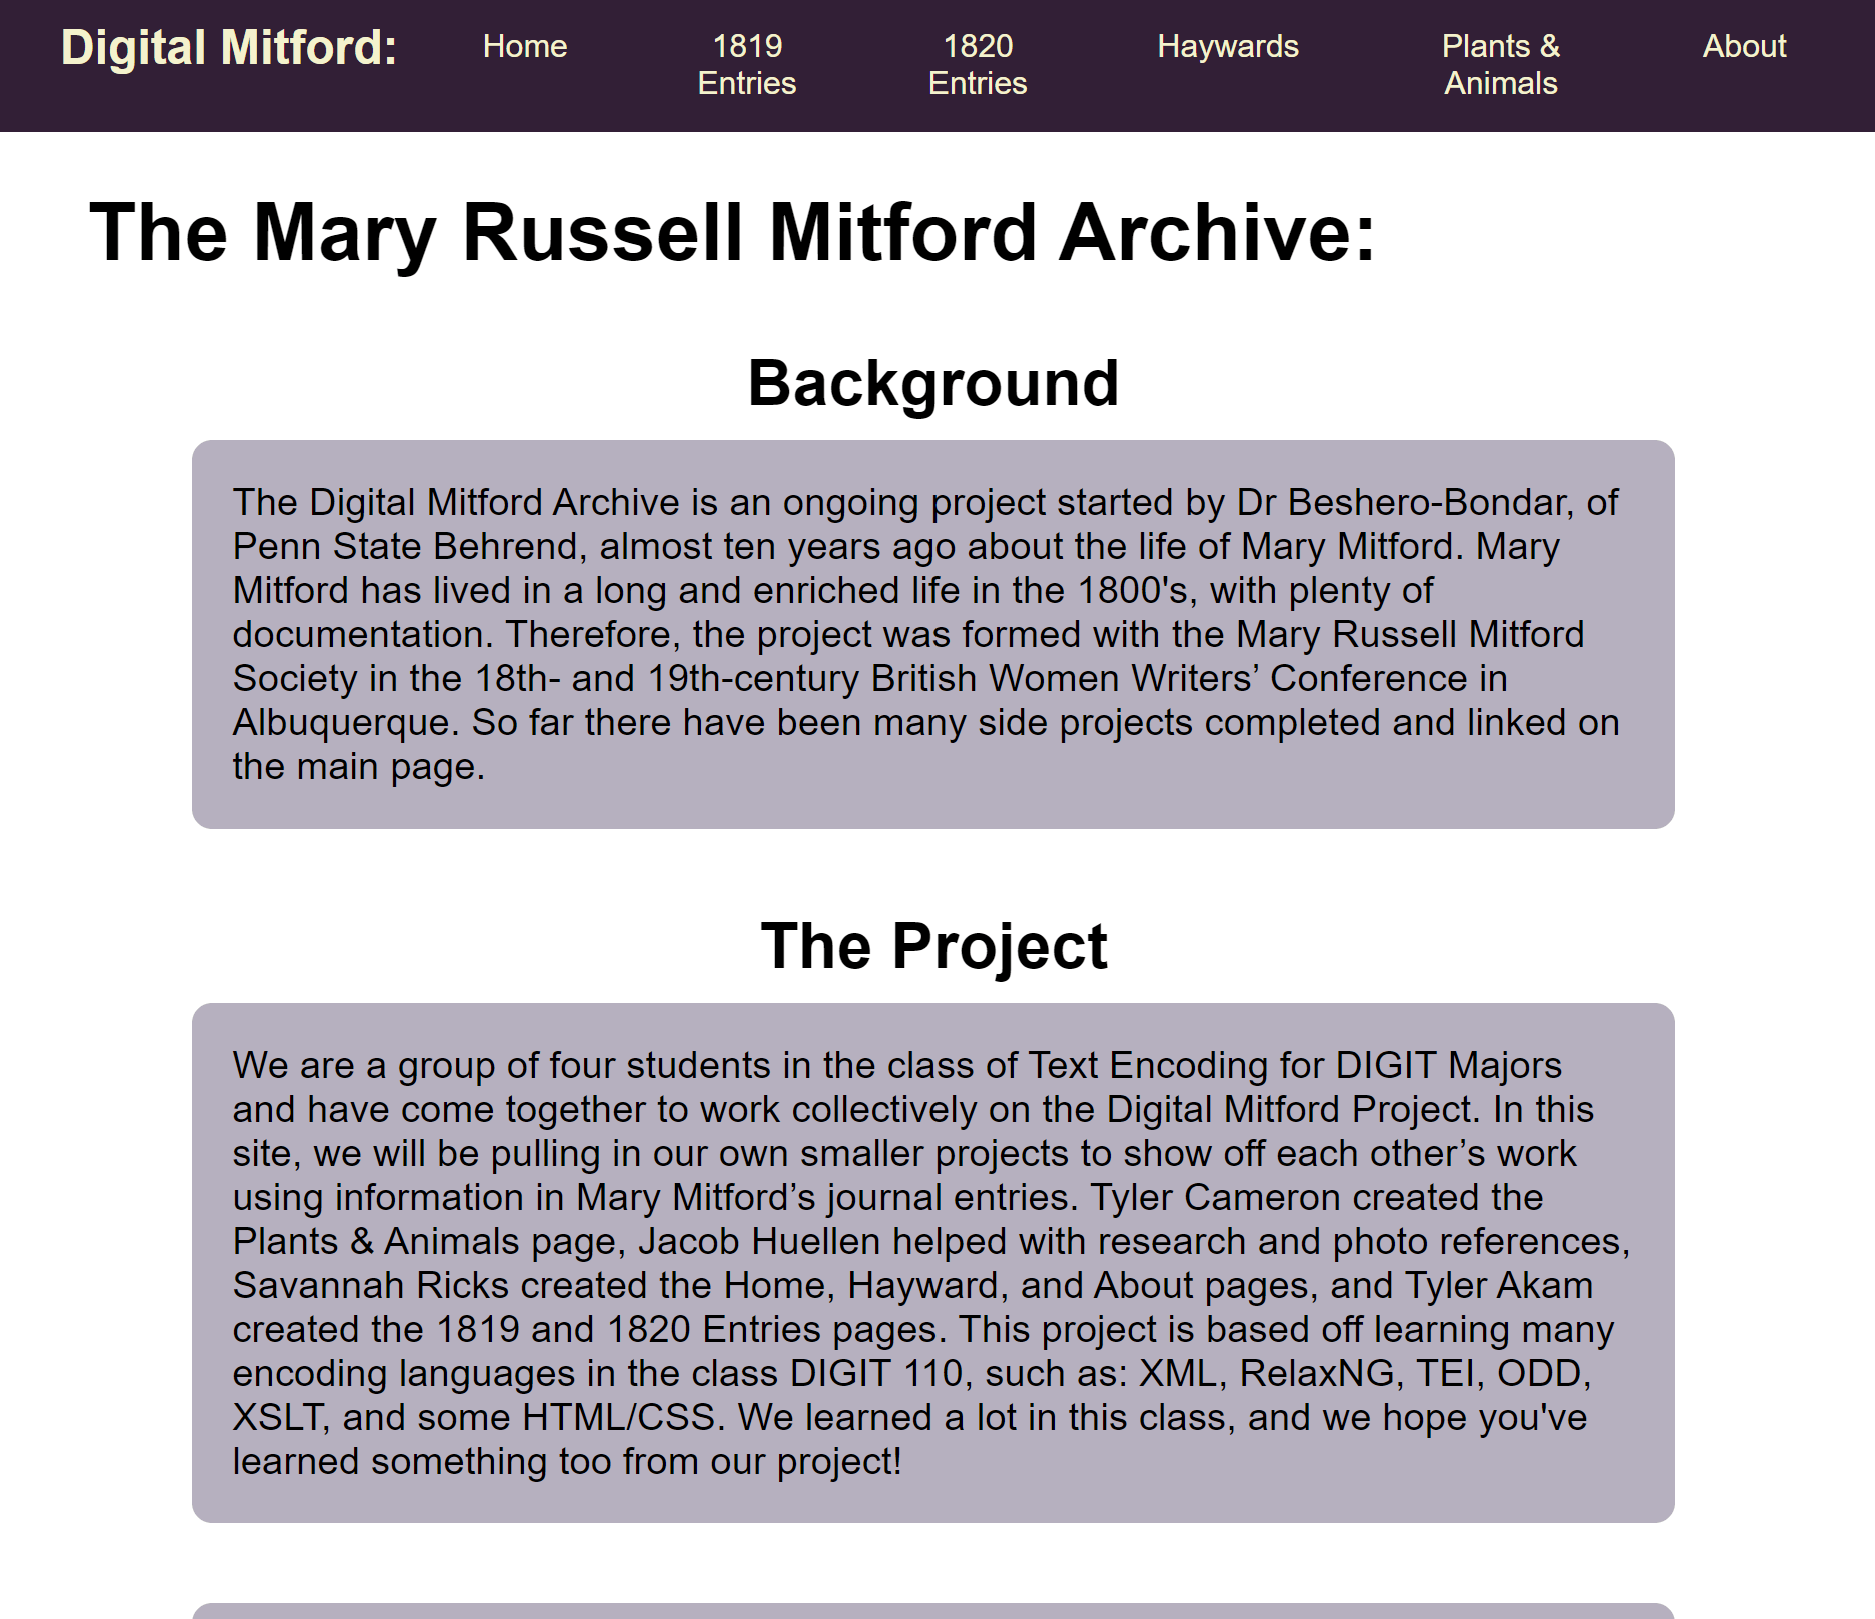 Digital Mitford:
Home
1819
Entries
1820
Entries
Haywards
Plants &
Animals
About
The Mary Russell Mitford Archive:
Background
The Digital Mitford Archive is an ongoing project started by Dr Beshero-Bondar, of
Penn State Behrend, almost ten years ago about the life of Mary Mitford. Mary
Mitford has lived in a long and enriched life in the 1800's, with plenty of
documentation. Therefore, the project was formed with the Mary Russell Mitford
Society in the 18th- and 19th-century British Women Writers’ Conference in
Albuquerque. So far there have been many side projects completed and linked on
the main page.
The Project
We are a group of four students in the class of Text Encoding for DIGIT Majors
and have come together to work collectively on the Digital Mitford Project. In this
site, we will be pulling in our own smaller projects to show off each other’s work
using information in Mary Mitford’s journal entries. Tyler Cameron created the
Plants & Animals page, Jacob Huellen helped with research and photo references,
Savannah Ricks created the Home, Hayward, and About pages, and Tyler Akam
created the 1819 and 1820 Entries pages. This project is based off learning many
encoding languages in the class DIGIT 110, such as: XML, RelaxNG, TEI, ODD,
XSLT, and some HTML/CSS. We learned a lot in this class, and we hope you've
learned something too from our project!